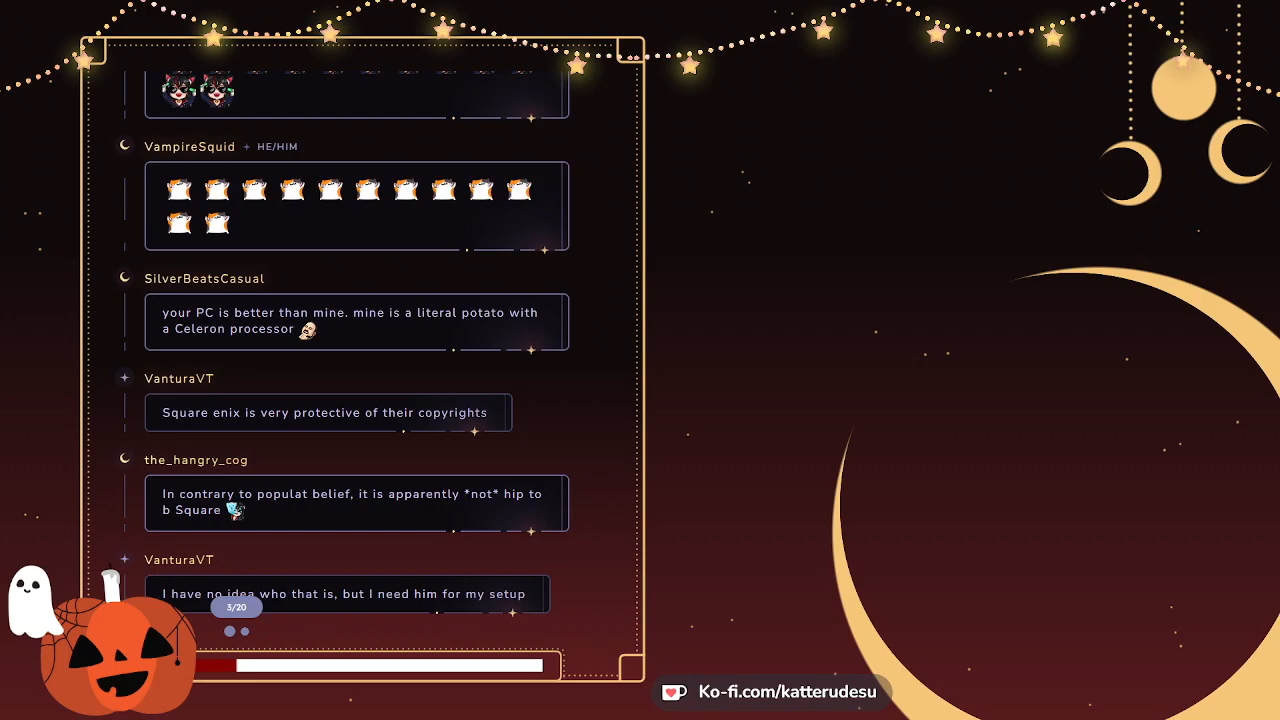 VampireSquid HE/HIM
SilverBeatsCasual
your PC is better than mine. mine is a literal potato with
a Celeron processor
VanturaVT
Square enix is very protective of their copyrights
the_hangry_cog
In contrary to populat belief, it is apparently *not* hip to
b Square
VanturaVT
I have no idea who that is, but I need him for my setup
3/20
Ko-fi.com/katterudesu